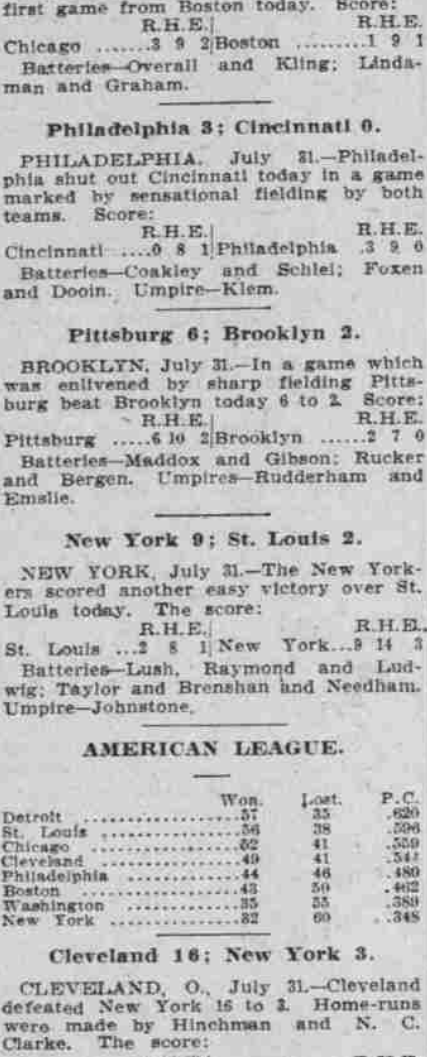 first game from Boston today. Score:
R.H.E.| R.H.E.
Chicago .......3 9 2|Boston .........1 9 1
Batteries—Overall and Kling; Linda-
man and Graham.
Philadelphia 3; Cincinnati 0.
PHILADELPHIA, July 31.—Philadel-
phia shut out Cincinnati today in a game
marked by sensational fielding by both
teams. Score:
R.H.E.| R.H.E.
Cincinnati ....0 8 1|Philadelphia .3 9 0
Batteries—Coakley and Schlei; Foxen
and Dooin. Umpire—Klem.
Pittsburg 6; Brooklyn 2.
BROOKLYN, July 31.—In a game which
was enlivened by sharp fielding Pitts-
burg beat Brooklyn today 6 to 2. Score:
R.H.E.| R.H.E.
Pittsburg .....6 10 2|Brooklyn ......2 7 0
Batteries—Maddox and Gibson; Rucker
and Bergen. Umpires—Rudderham and
Emslie.
New York 9; St. Louis 2.
NEW YORK, July 31.—The New York-
ers scored another easy victory over St.
Louis today. The score:
R.H.E.| R.H.E.
St. Louis ...2 8 1|New York...9 14 3
Batteries—Lush, Raymond and Lud-
wig; Taylor and Brenshan and Needham.
Umpire—Johnstone.
AMERICAN LEAGUE.
Won. Lost. P.C.
Detroit ..................57 35 .620
St. Louis ................56 38 .596
Chicago ..................52 41 .559
Cleveland ................49 41 .544
Philadelphia .............44 46 .489
Boston ...................43 50 .462
Washington ...............35 55 .389
New York .................32 60 .348
Cleveland 16; New York 3.
CLEVELAND, O., July 31.—Cleveland
defeated New York 16 to 3. Home-runs
were made by Hinchman and N. C.
Clarke. The score: